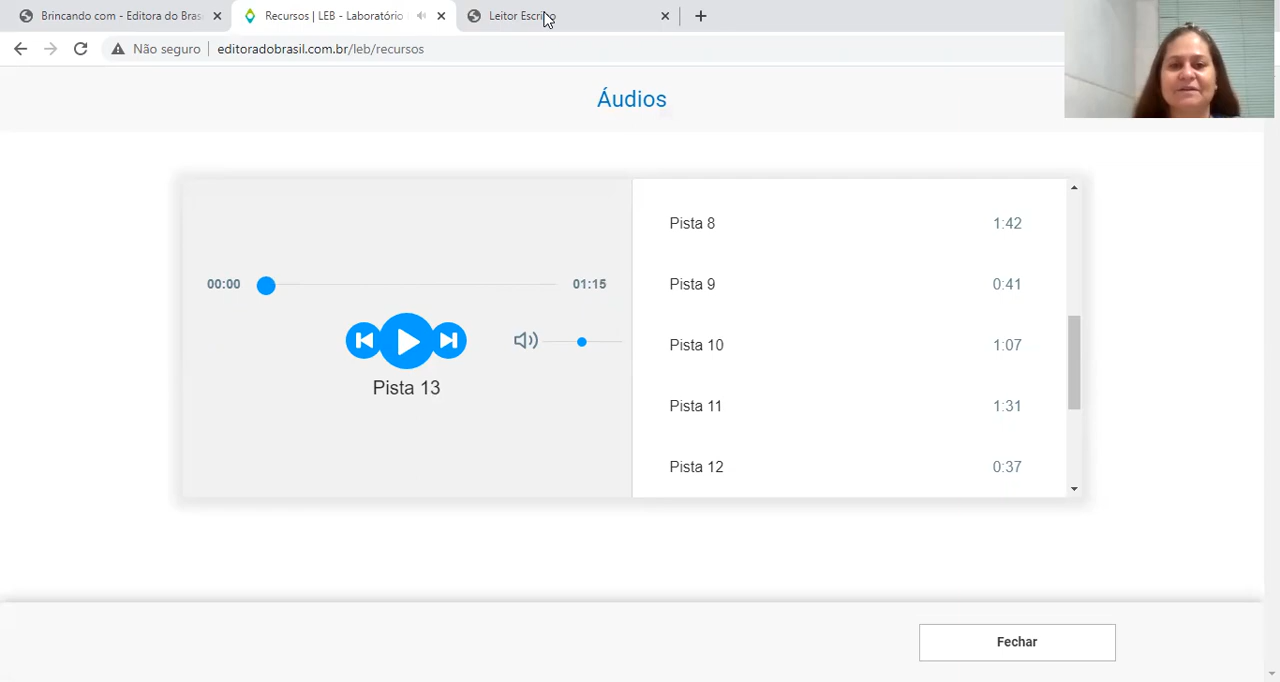 Brincando com - Editora do Bras
Recursos | LEB - Laboratório
Leitor Escri
Não seguro
editoradobrasil.com.br/leb/recursos
Áudios
00:00
01:15
Pista 13
Pista 8 1:42
Pista 9 0:41
Pista 10 1:07
Pista 11 1:31
Pista 12 0:37
Fechar